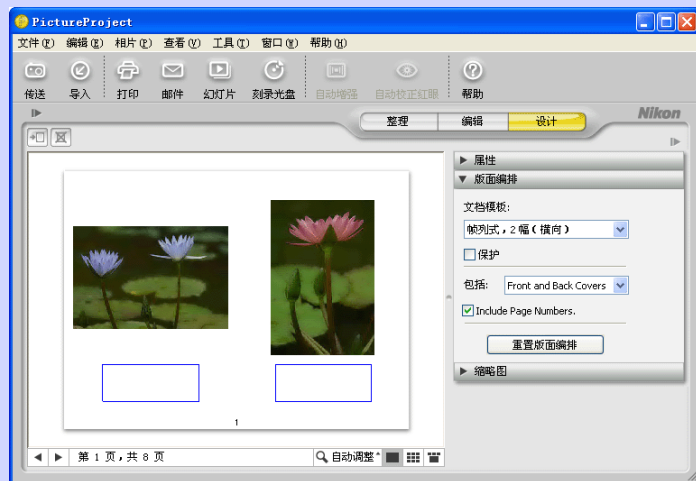 PictureProject
文件(F) 编辑(E) 相片(P) 查看(V) 工具(T) 窗口(W) 帮助(H)
传送 导入 打印 邮件 幻灯片 刻录光盘 自动增强 自动校正红眼 帮助
整理 编辑 设计 Nikon
属性
版面编排
文档模板:
帧列式，2幅(横向)
保护
包括: Front and Back Covers
Include Page Numbers.
重置版面编排
缩略图
1
第 1 页，共 8 页 自动调整